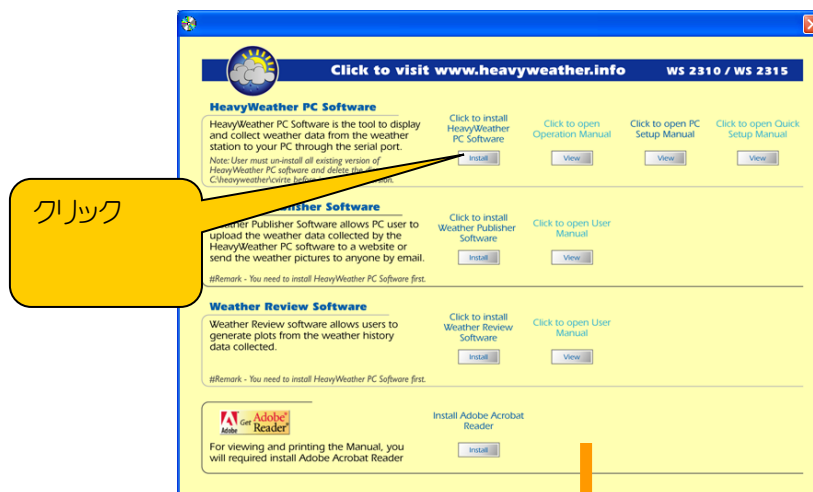 Click to visit www.heavyweather.info
WS 2310 / WS 2315
HeavyWeather PC Software
HeavyWeather PC Software is the tool to display
and collect weather data from the weather
station to your PC through the serial port.
Note: User must un-install all existing version of
HeavyWeather PC software and delete the
C:\heavyweather\cvirte before
Click to install
HeavyWeather
PC Software
Install
Click to open
Operation Manual
View
Click to open PC
Setup Manual
View
Click to open Quick
Setup Manual
View
クリック
Software
Weather Publisher Software allows PC user to
upload the weather data collected by the
HeavyWeather PC software to a website or
send the weather pictures to anyone by email.
#Remark - You need to install HeavyWeather PC Software first.
Click to install
Weather Publisher
Software
Install
Click to open User
Manual
View
Weather Review Software
Weather Review software allows users to
generate plots from the weather history
data collected.
#Remark - You need to install HeavyWeather PC Software first.
Click to install
Weather Review
Software
Install
Click to open User
Manual
View
Adobe
Get Adobe®
Reader®
For viewing and printing the Manual, you
will required install Adobe Acrobat Reader
Install Adobe Acrobat
Reader
Install